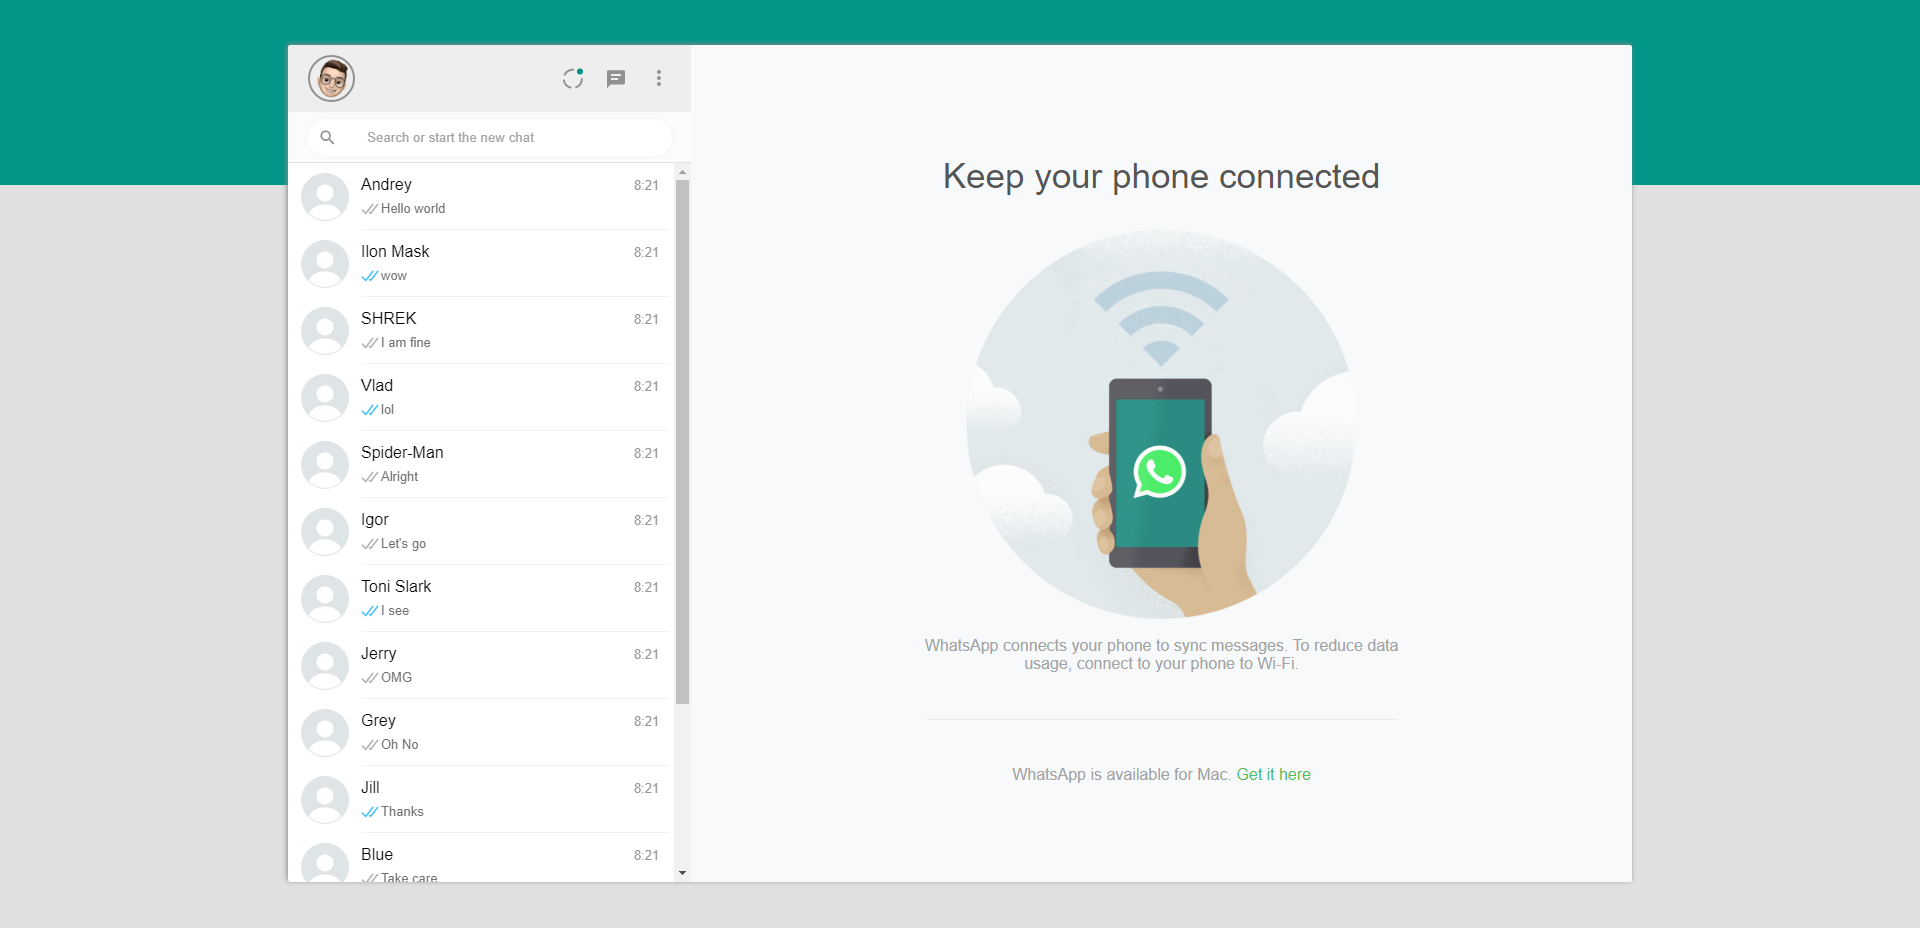 Search or start the new chat
Andrey
8:21
Hello world
Ilon Mask
8:21
wow
SHREK
8:21
I am fine
Vlad
8:21
lol
Spider-Man
8:21
Alright
Igor
8:21
Let's go
Toni Slark
8:21
I see
Jerry
8:21
OMG
Grey
8:21
Oh No
Jill
8:21
Thanks
Blue
8:21
Take care
Keep your phone connected
WhatsApp connects your phone to sync messages. To reduce data
usage, connect to your phone to Wi-Fi.
WhatsApp is available for Mac. Get it here